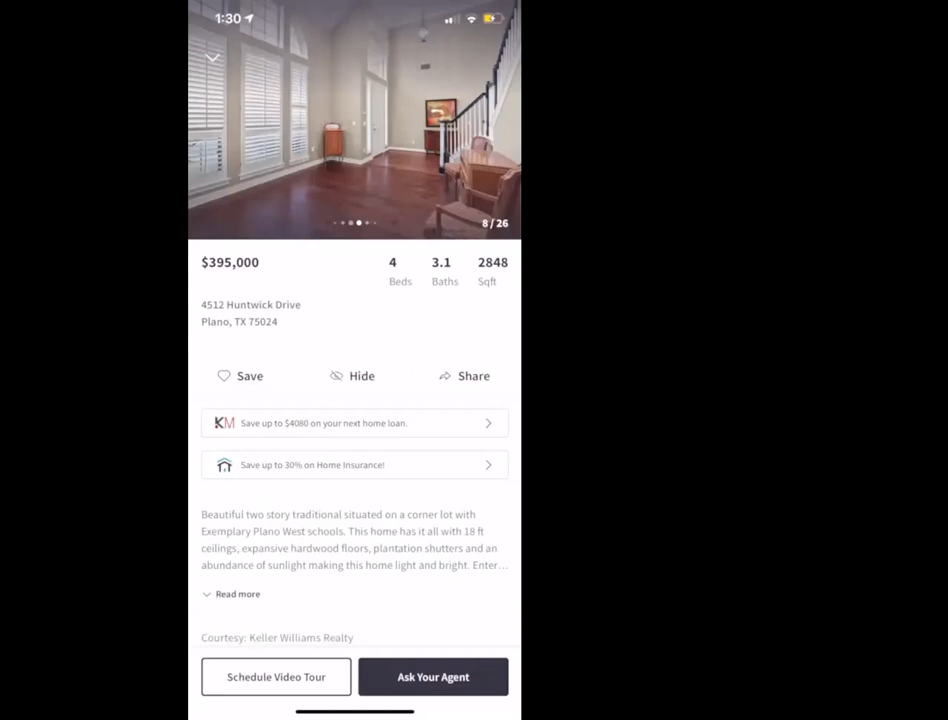 1:30
8 / 26
$395,000
4 3.1 2848
Beds Baths Sqft
4512 Huntwick Drive
Plano, TX 75024
Save Hide Share
KM Save up to $4080 on your next home loan.
Save up to 30% on Home Insurance!
Beautiful two story traditional situated on a corner lot with
Exemplary Plano West schools. This home has it all with 18 ft
ceilings, expansive hardwood floors, plantation shutters and an
abundance of sunlight making this home light and bright. Enter...
Read more
Courtesy: Keller Williams Realty
Schedule Video Tour Ask Your Agent